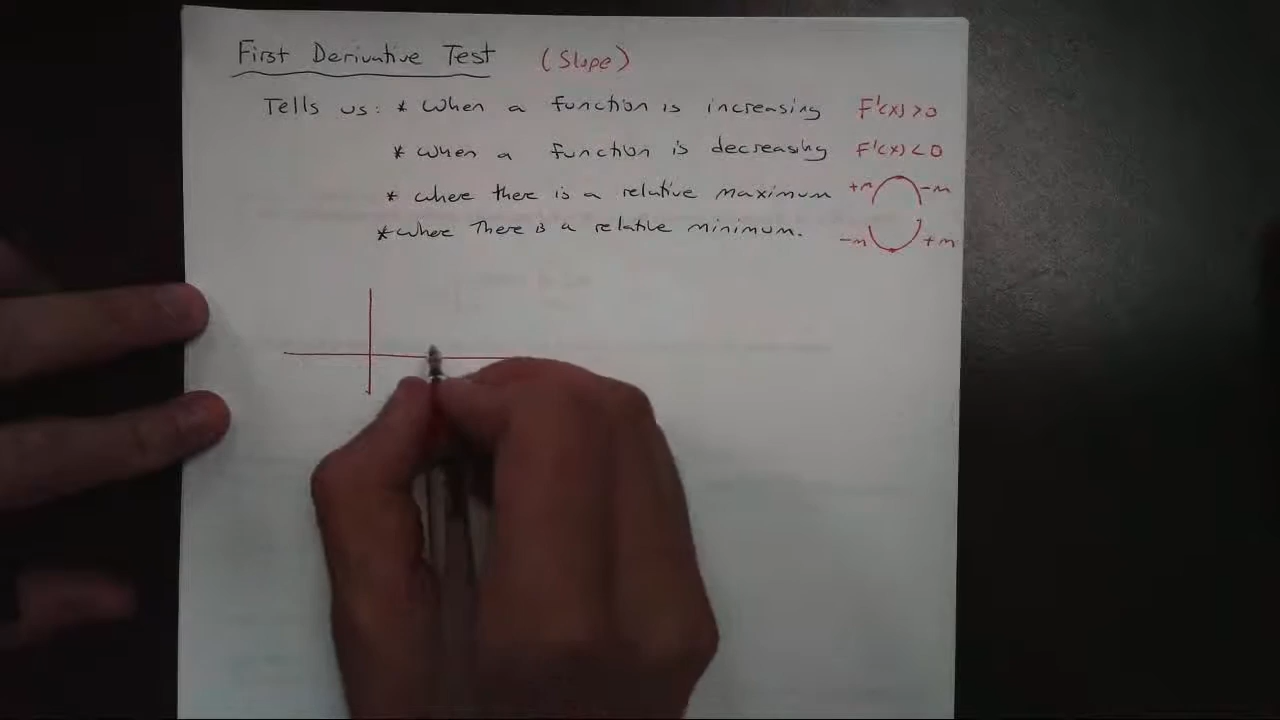 First Derivative Test (Slope)
Tells us: * When a function is increasing F'(x) > 0
* when a function is decreasing F'(x) < 0
* where there is a relative maximum +m -m
* where There is a relative minimum. -m +m